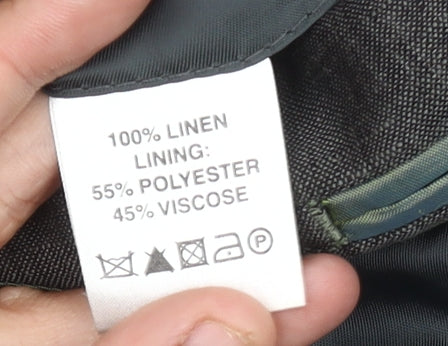 100% LINEN
LINING:
55% POLYESTER
45% VISCOSE
P